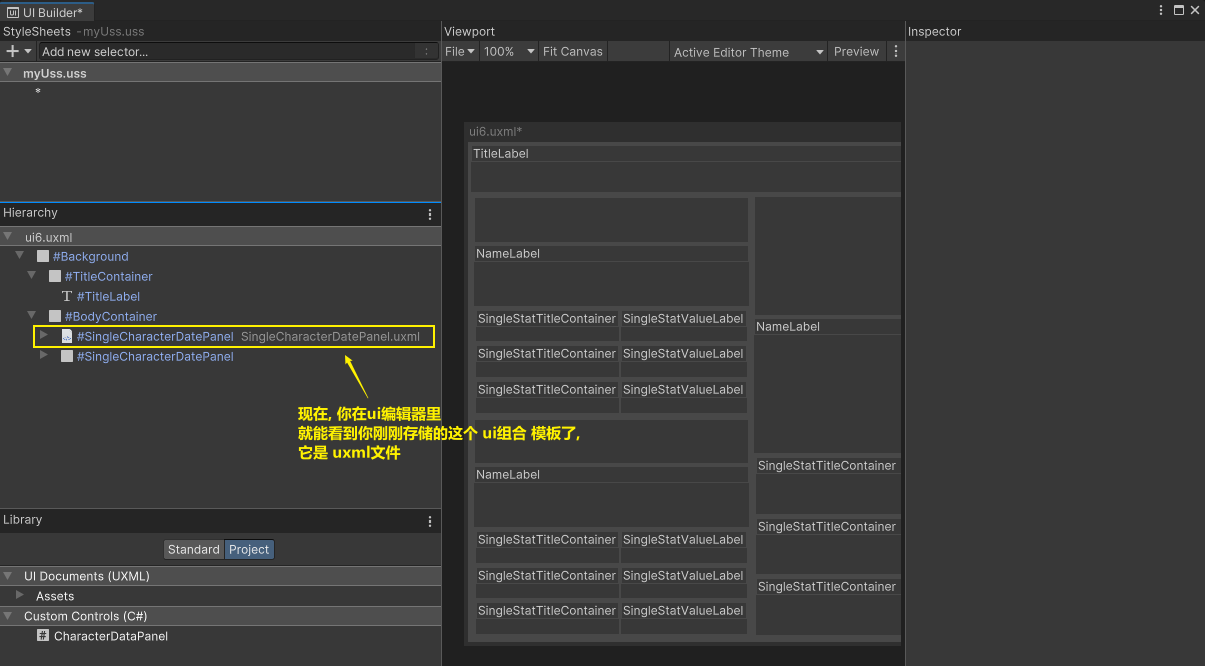 UI Builder*
StyleSheets - myUss.uss
Add new selector...
myUss.uss
*
Hierarchy
ui6.uxml
#Background
#TitleContainer
#TitleLabel
#BodyContainer
#SingleCharacterDatePanel SingleCharacterDatePanel.uxml
#SingleCharacterDatePanel
现在, 你在ui编辑器里
就能看到你刚刚存储的这个 ui组合 模板了,
它是 uxml文件
Library
Standard Project
UI Documents (UXML)
Assets
Custom Controls (C#)
# CharacterDataPanel
Viewport
File 100% Fit Canvas Active Editor Theme Preview
ui6.uxml*
TitleLabel
NameLabel
SingleStatTitleContainer SingleStatValueLabel
SingleStatTitleContainer SingleStatValueLabel
SingleStatTitleContainer SingleStatValueLabel
NameLabel
SingleStatTitleContainer SingleStatValueLabel
SingleStatTitleContainer SingleStatValueLabel
SingleStatTitleContainer SingleStatValueLabel
NameLabel
SingleStatTitleContainer
SingleStatTitleContainer
SingleStatTitleContainer
Inspector